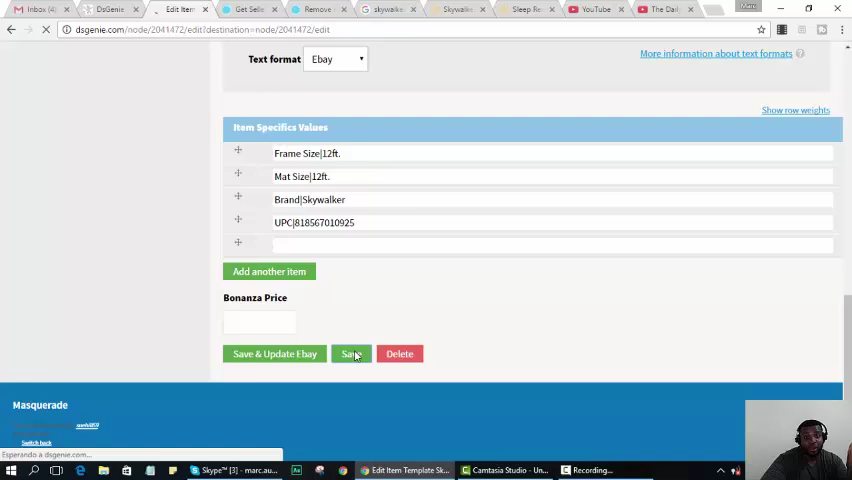 Inbox (4)
DsGenie
Edit Item
Get Selle
Remove
skywalke
Skywalk
Sleep Re
YouTube
The Daily
Marc
dsgenie.com/node/2041472/edit?destination=node/2041472/edit
Text format
Ebay
More information about text formats
Show row weights
Item Specifics Values
Frame Size|12ft.
Mat Size|12ft.
Brand|Skywalker
UPC|818567010925
Add another item
Bonanza Price
Save & Update Ebay
Save
Delete
Masquerade
Switch back
Esperando a dsgenie.com...
Skype™ [3] - marc.au...
Edit Item Template Sk...
Camtasia Studio - Un...
Recording...